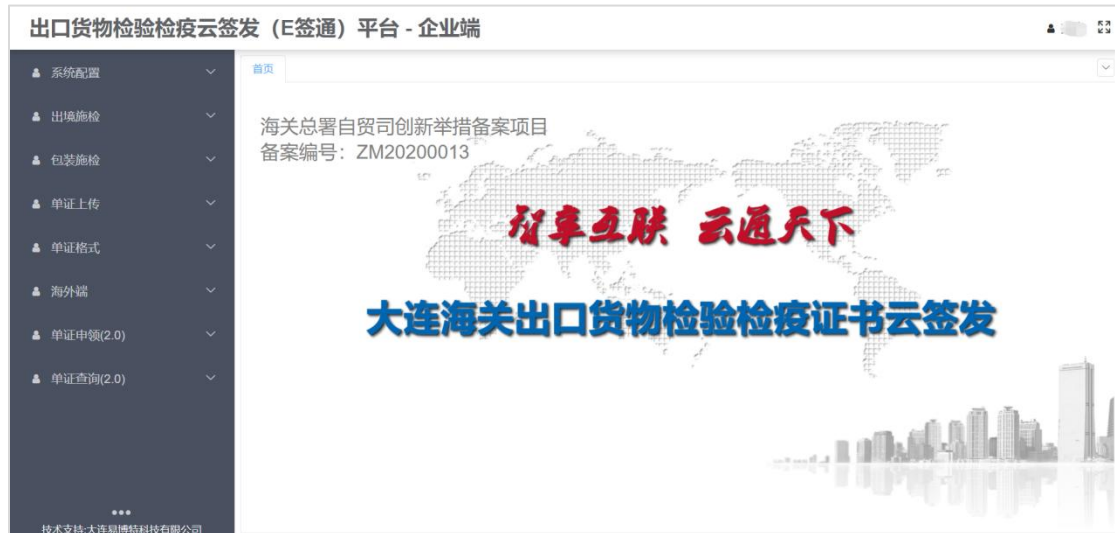 出口货物检验检疫云签发（E签通）平台 - 企业端
系统配置
出境施检
包装施检
单证上传
单证格式
海外端
单证申领(2.0)
单证查询(2.0)
技术支持:大连易博特科技有限公司
首页
海关总署自贸司创新举措备案项目
备案编号：ZM20200013
智享互联 云通天下
大连海关出口货物检验检疫证书云签发